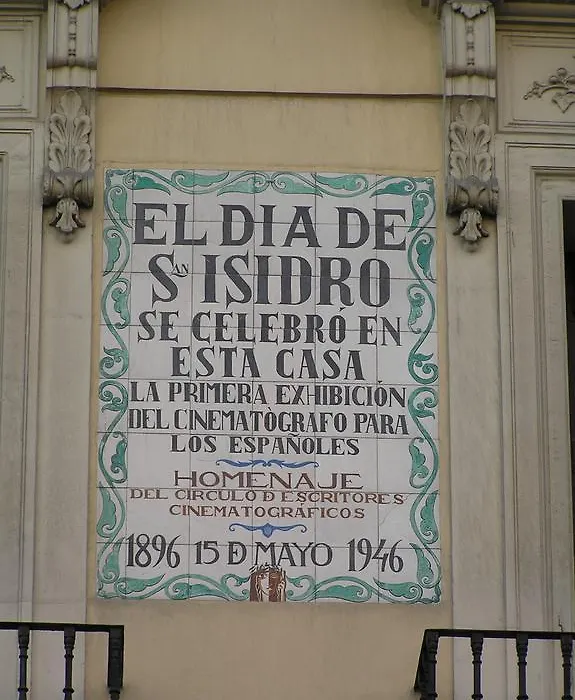 EL DIA DE
SAN ISIDRO
SE CELEBRÓ EN
ESTA CASA
LA PRIMERA EXHIBICIÓN
DEL CINEMATÒGRAFO PARA
LOS ESPAÑOLES
HOMENAJE
DEL CIRCULO D ESCRITORES
CINEMATOGRÁFICOS
1896 15 D MAYO 1946